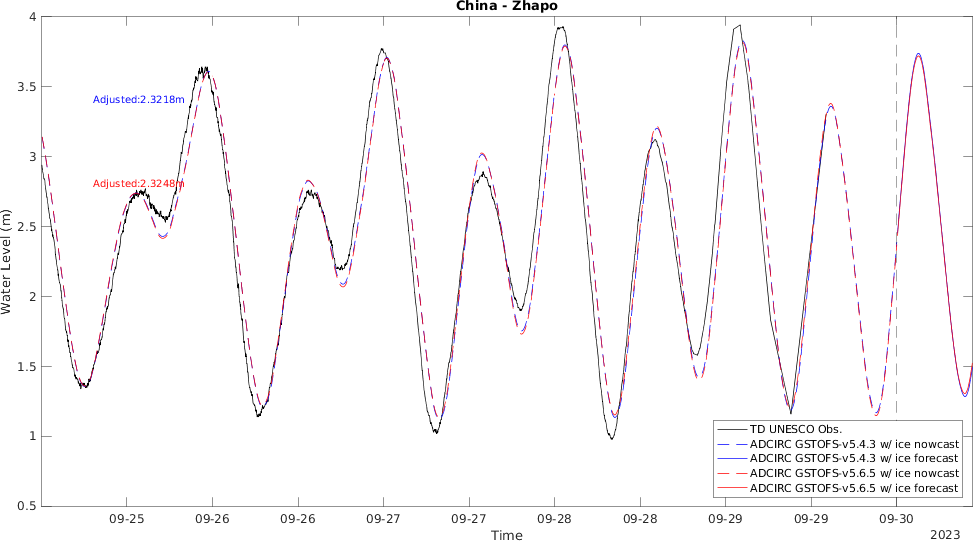 China - Zhapo
4
3.5
3
2.5
2
1.5
1
0.5
Water Level (m)
Adjusted:2.3218m
Adjusted:2.3248m
TD UNESCO Obs.
ADCIRC GSTOFS-v5.4.3 w/ ice nowcast
ADCIRC GSTOFS-v5.4.3 w/ ice forecast
ADCIRC GSTOFS-v5.6.5 w/ ice nowcast
ADCIRC GSTOFS-v5.6.5 w/ ice forecast
09-25 09-26 09-26 09-27 09-27 09-28 09-28 09-29 09-29 09-30
Time
2023